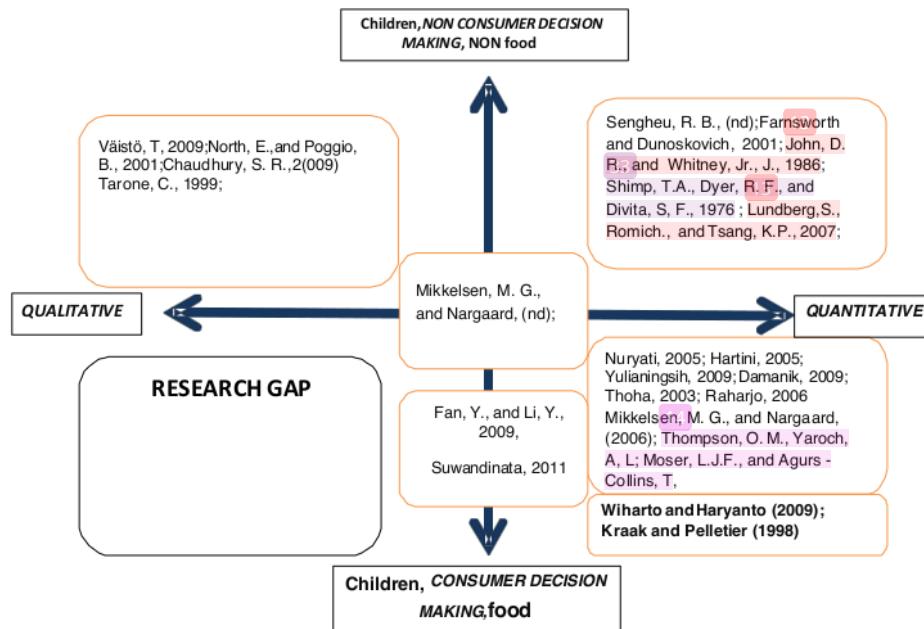 Children,NON CONSUMER DECISION
MAKING, NON food
Väistö, T, 2009;North, E.,and Poggio,
B., 2001;Chaudhury, S. R.,2(009)
Tarone, C., 1999;
Sengheu, R. B., (nd);Farnsworth
and Dunoskovich, 2001; John, D.
R., and Whitney, Jr., J., 1986;
Shimp, T.A., Dyer, R. F., and
Divita, S, F., 1976 ; Lundberg,S.,
Romich., and Tsang, K.P., 2007;
QUALITATIVE
Mikkelsen, M. G.,
and Nargaard, (nd);
QUANTITATIVE
RESEARCH GAP
Fan, Y., and Li, Y.,
2009,
Suwandinata, 2011
Nuryati, 2005; Hartini, 2005;
Yulianingsih, 2009;Damanik, 2009;
Thoha, 2003; Raharjo, 2006
Mikkelsen, M. G., and Nargaard,
(2006); Thompson, O. M., Yaroch,
A, L; Moser, L.J.F., and Agurs -
Collins, T,
Wiharto and Haryanto (2009);
Kraak and Pelletier (1998)
Children, CONSUMER DECISION
MAKING,food